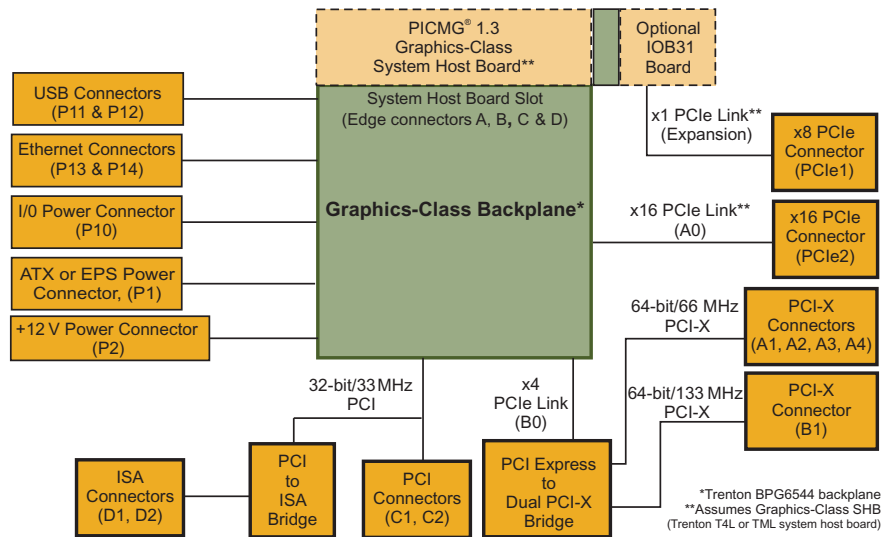 PICMG® 1.3
Graphics-Class
System Host Board**
Optional
IOB31
Board
System Host Board Slot
(Edge connectors A, B, C & D)
Graphics-Class Backplane*
USB Connectors
(P11 & P12)
Ethernet Connectors
(P13 & P14)
I/0 Power Connector
(P10)
ATX or EPS Power
Connector, (P1)
+12 V Power Connector
(P2)
x1 PCIe Link**
(Expansion)
x8 PCIe
Connector
(PCIe1)
x16 PCIe Link**
(A0)
x16 PCIe
Connector
(PCIe2)
64-bit/66 MHz
PCI-X
PCI-X
Connectors
(A1, A2, A3, A4)
64-bit/133 MHz
PCI-X
PCI-X
Connector
(B1)
32-bit/33 MHz
PCI
x4
PCIe Link
(B0)
ISA
Connectors
(D1, D2)
PCI
to
ISA
Bridge
PCI
Connectors
(C1, C2)
PCI Express
to
Dual PCI-X
Bridge
*Trenton BPG6544 backplane
**Assumes Graphics-Class SHB
(Trenton T4L or TML system host board)